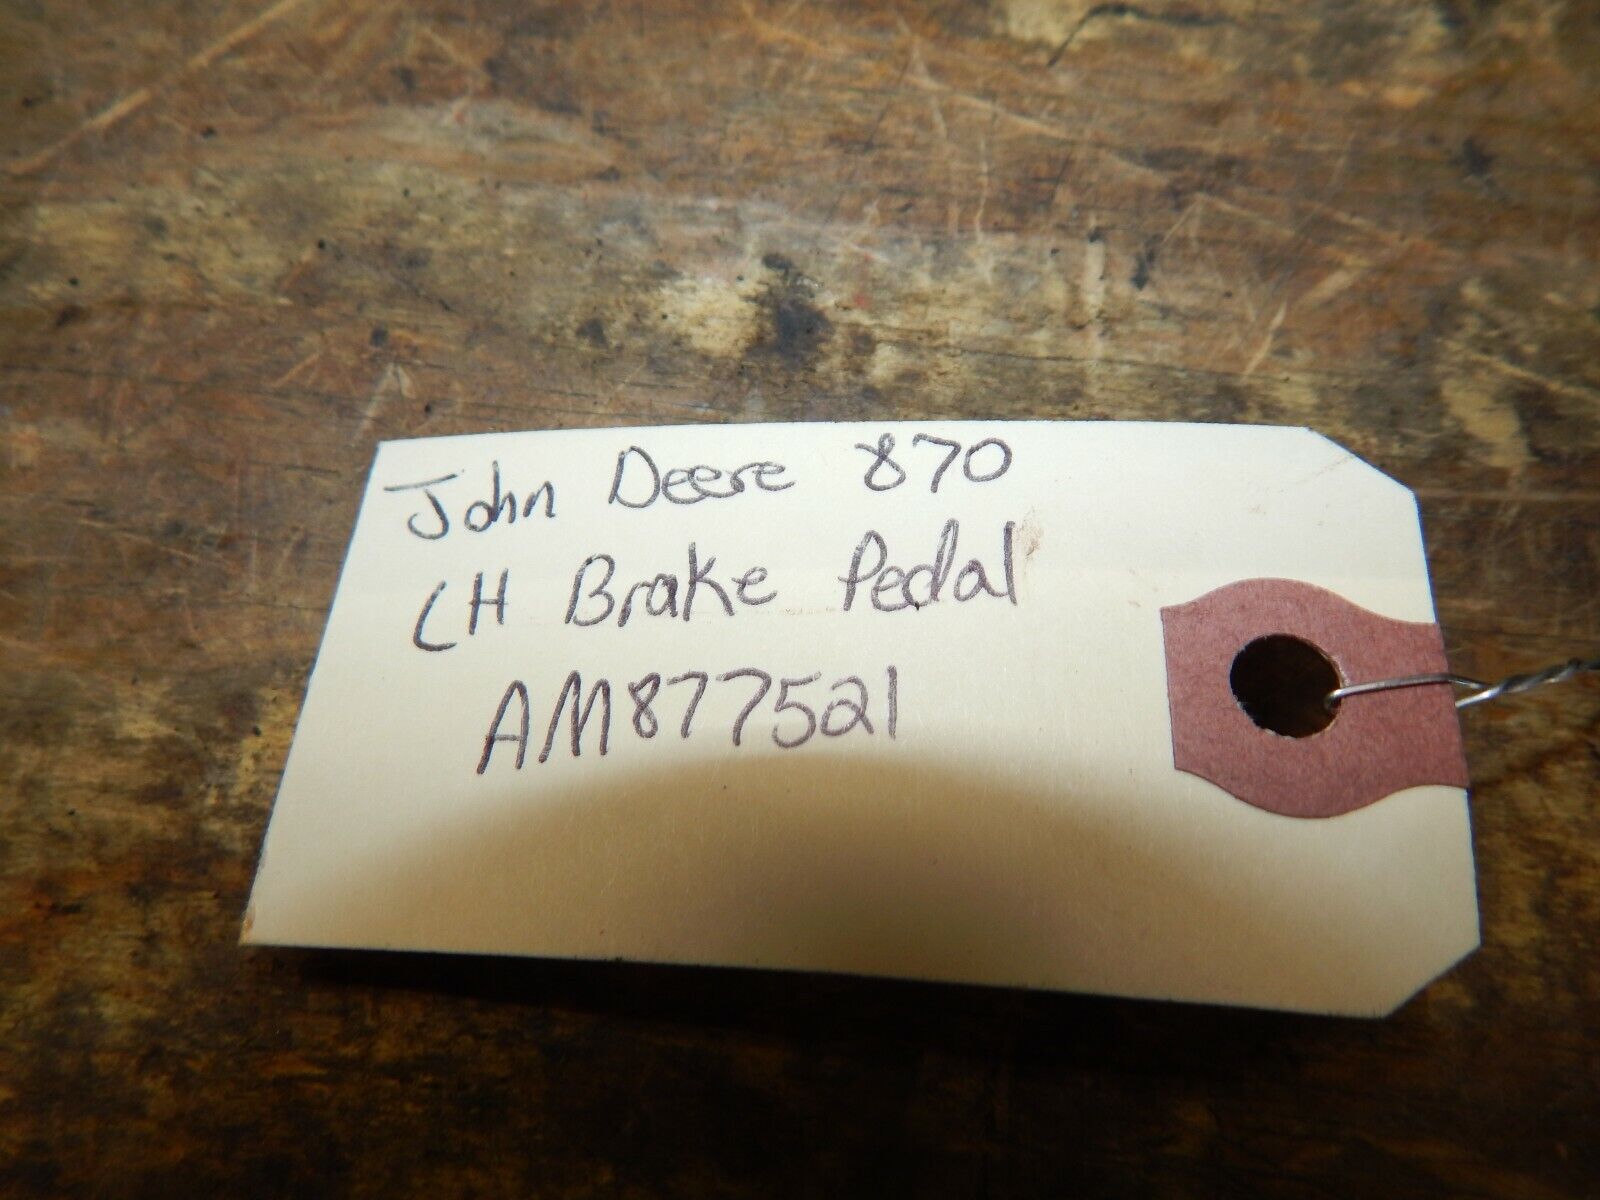 John Deere 870
LH Brake Pedal
AM877521